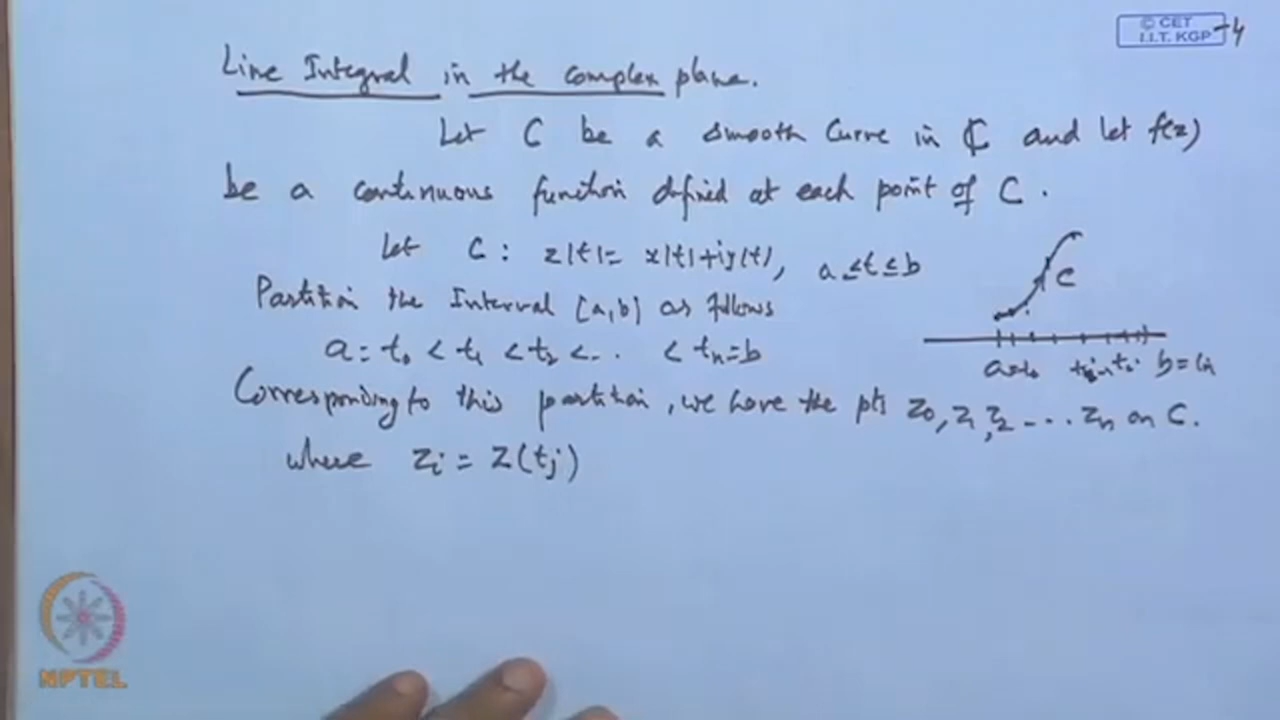 © CET
I.I.T. KGP
-4
Line Integral in the complex plane.
Let C be a smooth Curve in ℂ and let f(z)
be a continuous function defined at each point of C.
Let C: z(t)= x(t)+iy(t), a≤t≤b
C
Partition the Interval [a,b] as follows
a=t₀ <t₁ <t₂ <-.. <tₙ=b
b=tₙ
Corresponding to this partition, we have the pts z₀, z₁, z₂ ---. zₙ on C.
where zᵢ = z(tⱼ)
NPTEL